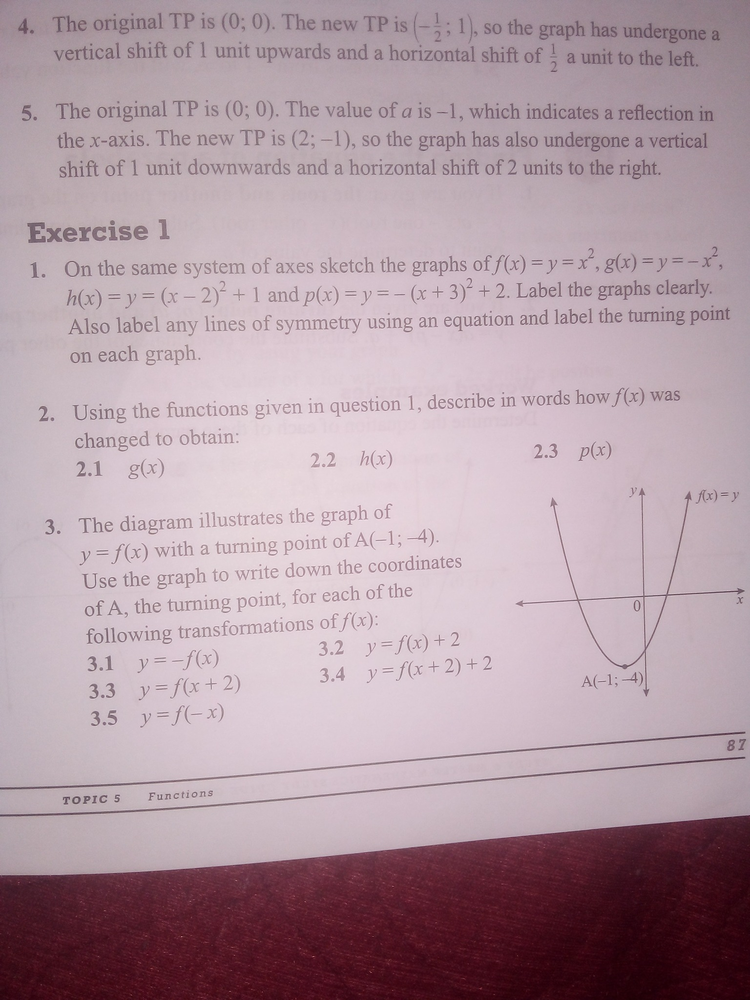 4. The original TP is (0; 0). The new TP is (−1/2; 1), so the graph has undergone a
vertical shift of 1 unit upwards and a horizontal shift of 1/2 a unit to the left.
5. The original TP is (0; 0). The value of a is −1, which indicates a reflection in
the x-axis. The new TP is (2; −1), so the graph has also undergone a vertical
shift of 1 unit downwards and a horizontal shift of 2 units to the right.
Exercise 1
1. On the same system of axes sketch the graphs of f(x) = y = x², g(x) = y = − x²,
h(x) = y = (x − 2)² + 1 and p(x) = y = − (x + 3)² + 2. Label the graphs clearly.
Also label any lines of symmetry using an equation and label the turning point
on each graph.
2. Using the functions given in question 1, describe in words how f(x) was
changed to obtain:
2.1 g(x) 2.2 h(x) 2.3 p(x)
3. The diagram illustrates the graph of
y = f(x) with a turning point of A(−1; −4).
Use the graph to write down the coordinates
of A, the turning point, for each of the
following transformations of f(x):
3.1 y = −f(x) 3.2 y = f(x) + 2
3.3 y = f(x + 2) 3.4 y = f(x + 2) + 2
3.5 y = f(− x)
y
f(x) = y
0
x
A(−1; −4)
87
TOPIC 5 Functions